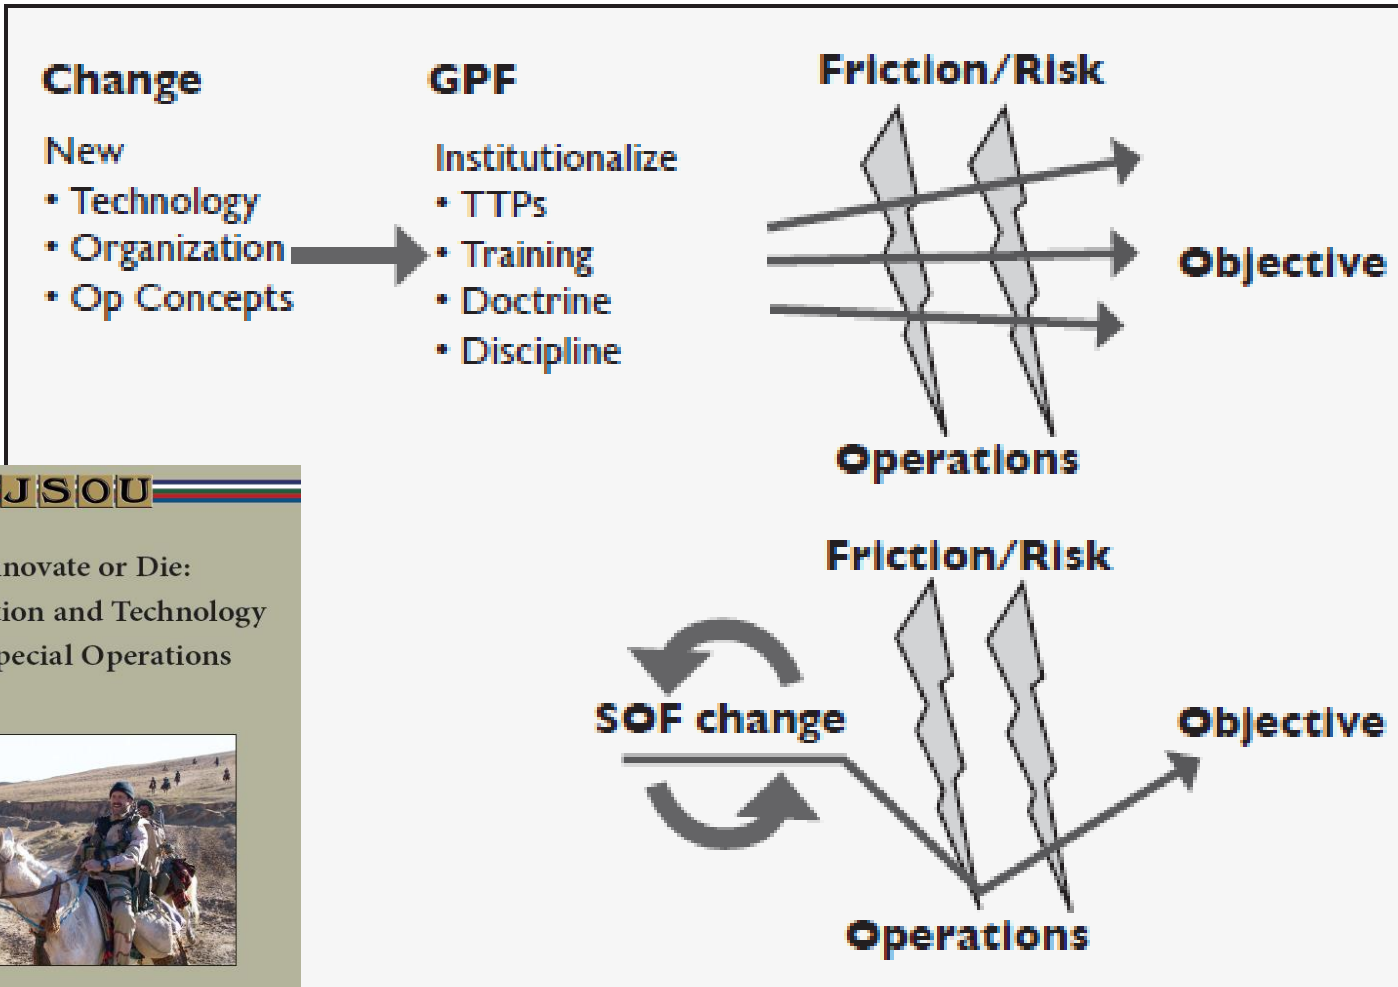 Change
New
• Technology
• Organization
• Op Concepts
GPF
Institutionalize
• TTPs
• Training
• Doctrine
• Discipline
Friction/Risk
Objective
Operations
JSOU
nnovate or Die:
tion and Technology
pecial Operations
Friction/Risk
SOF change
Objective
Operations